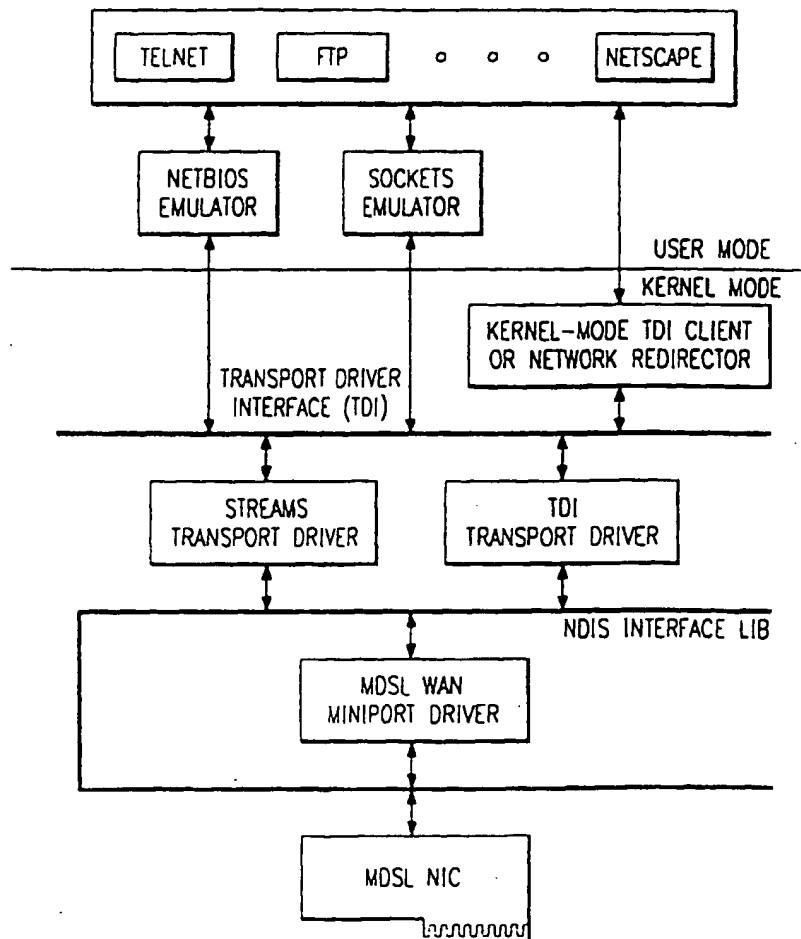 TELNET
FTP
NETSCAPE
NETBIOS
EMULATOR
SOCKETS
EMULATOR
USER MODE
KERNEL MODE
KERNEL-MODE TDI CLIENT
OR NETWORK REDIRECTOR
TRANSPORT DRIVER
INTERFACE (TDI)
STREAMS
TRANSPORT DRIVER
TDI
TRANSPORT DRIVER
NDIS INTERFACE LIB
MDSL WAN
MINIPORT DRIVER
MDSL NIC